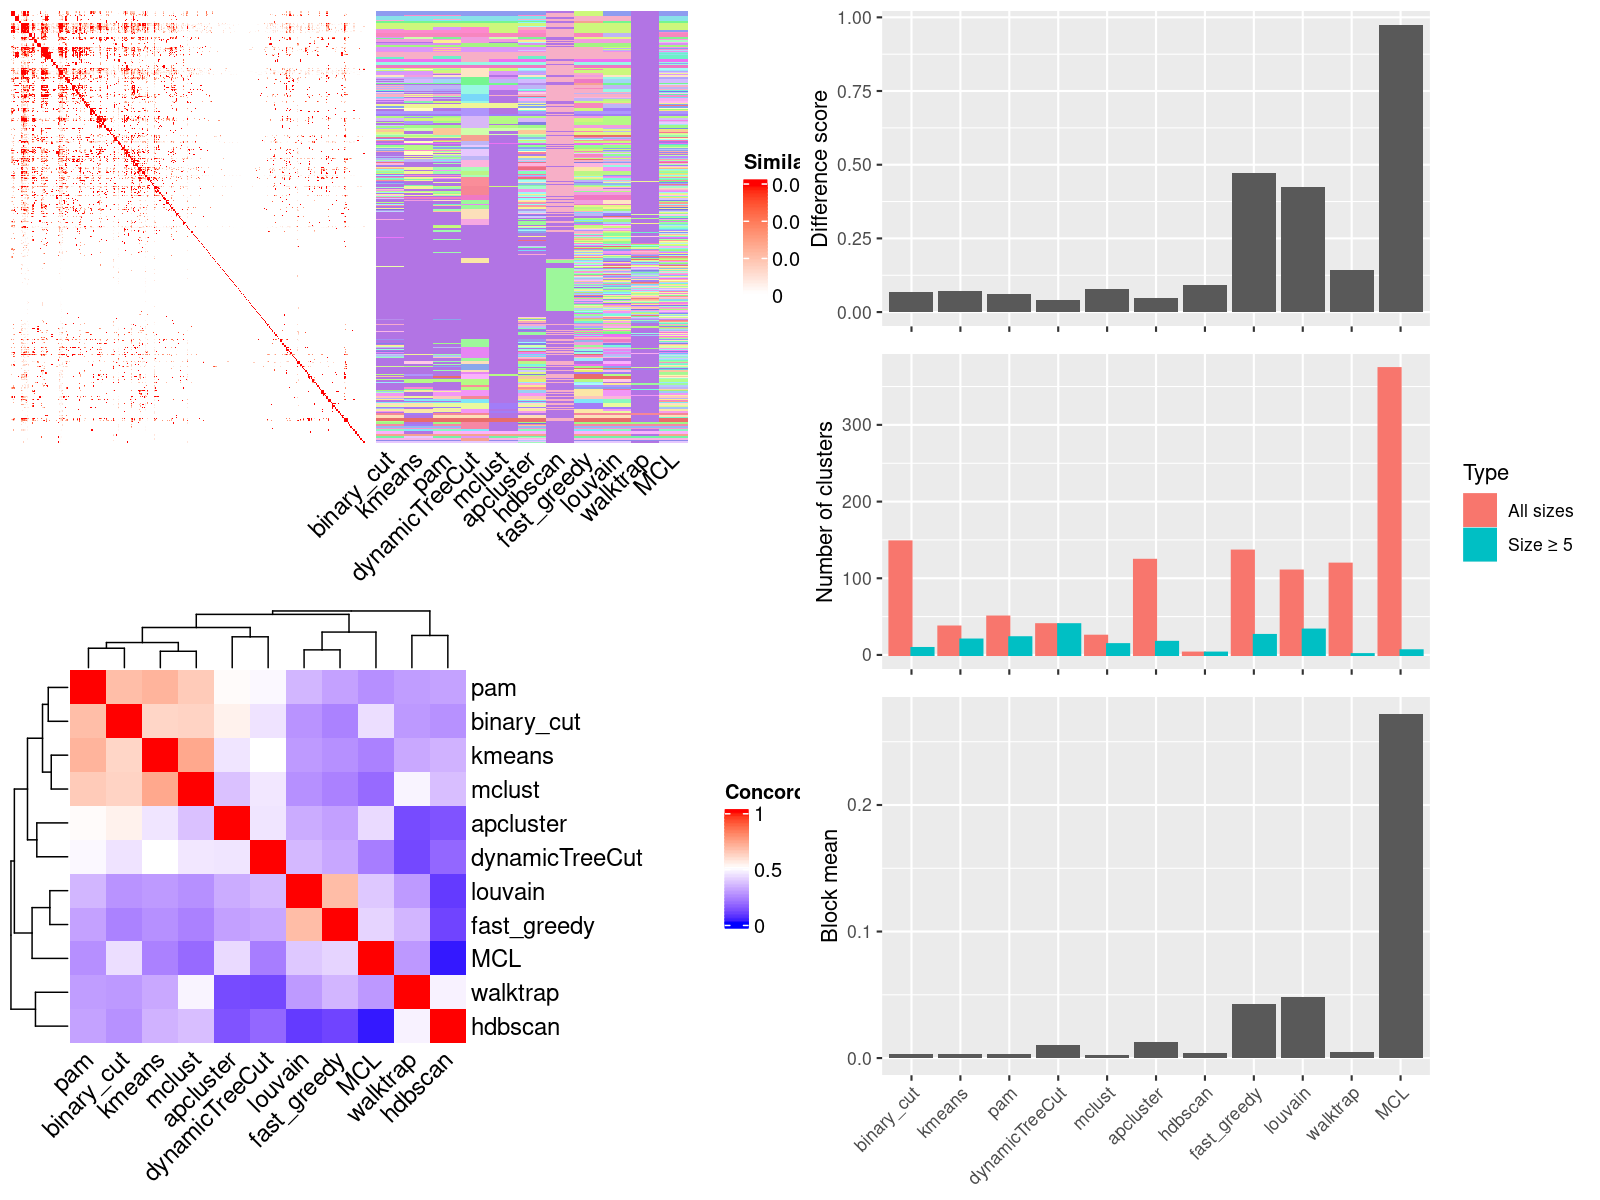 Simila
0.0
0.0
0.0
0
binary_cut
kmeans
pam
dynamicTreeCut
mclust
apcluster
hdbscan
fast_greedy
louvain
walktrap
MCL
pam
binary_cut
kmeans
mclust
apcluster
dynamicTreeCut
louvain
fast_greedy
MCL
walktrap
hdbscan
pam
binary_cut
kmeans
mclust
apcluster
dynamicTreeCut
louvain
fast_greedy
MCL
walktrap
hdbscan
Concord
1
0.5
0
Difference score
1.00
0.75
0.50
0.25
0.00
Number of clusters
300
200
100
0
Type
All sizes
Size ≥ 5
Block mean
0.2
0.1
0.0
binary_cut
kmeans
pam
dynamicTreeCut
mclust
apcluster
hdbscan
fast_greedy
louvain
walktrap
MCL